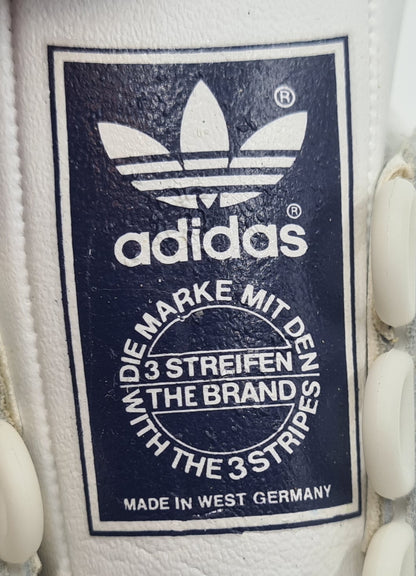 ®
adidas®
DIE MARKE MIT DEN
3 STREIFEN
THE BRAND
WITH THE 3 STRIPES
MADE IN WEST GERMANY